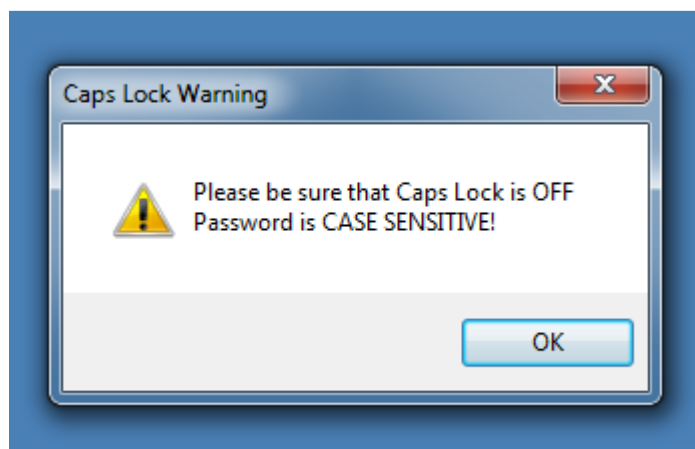 Caps Lock Warning
Please be sure that Caps Lock is OFF
Password is CASE SENSITIVE!
OK